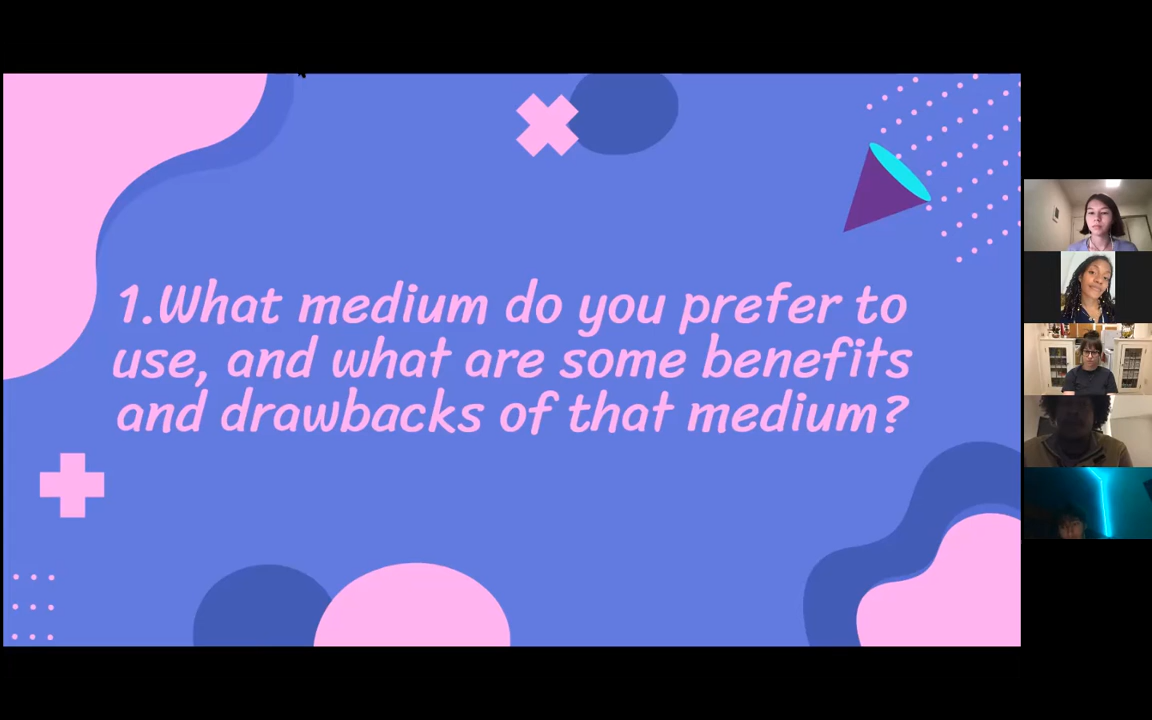 1.What medium do you prefer to
use, and what are some benefits
and drawbacks of that medium?